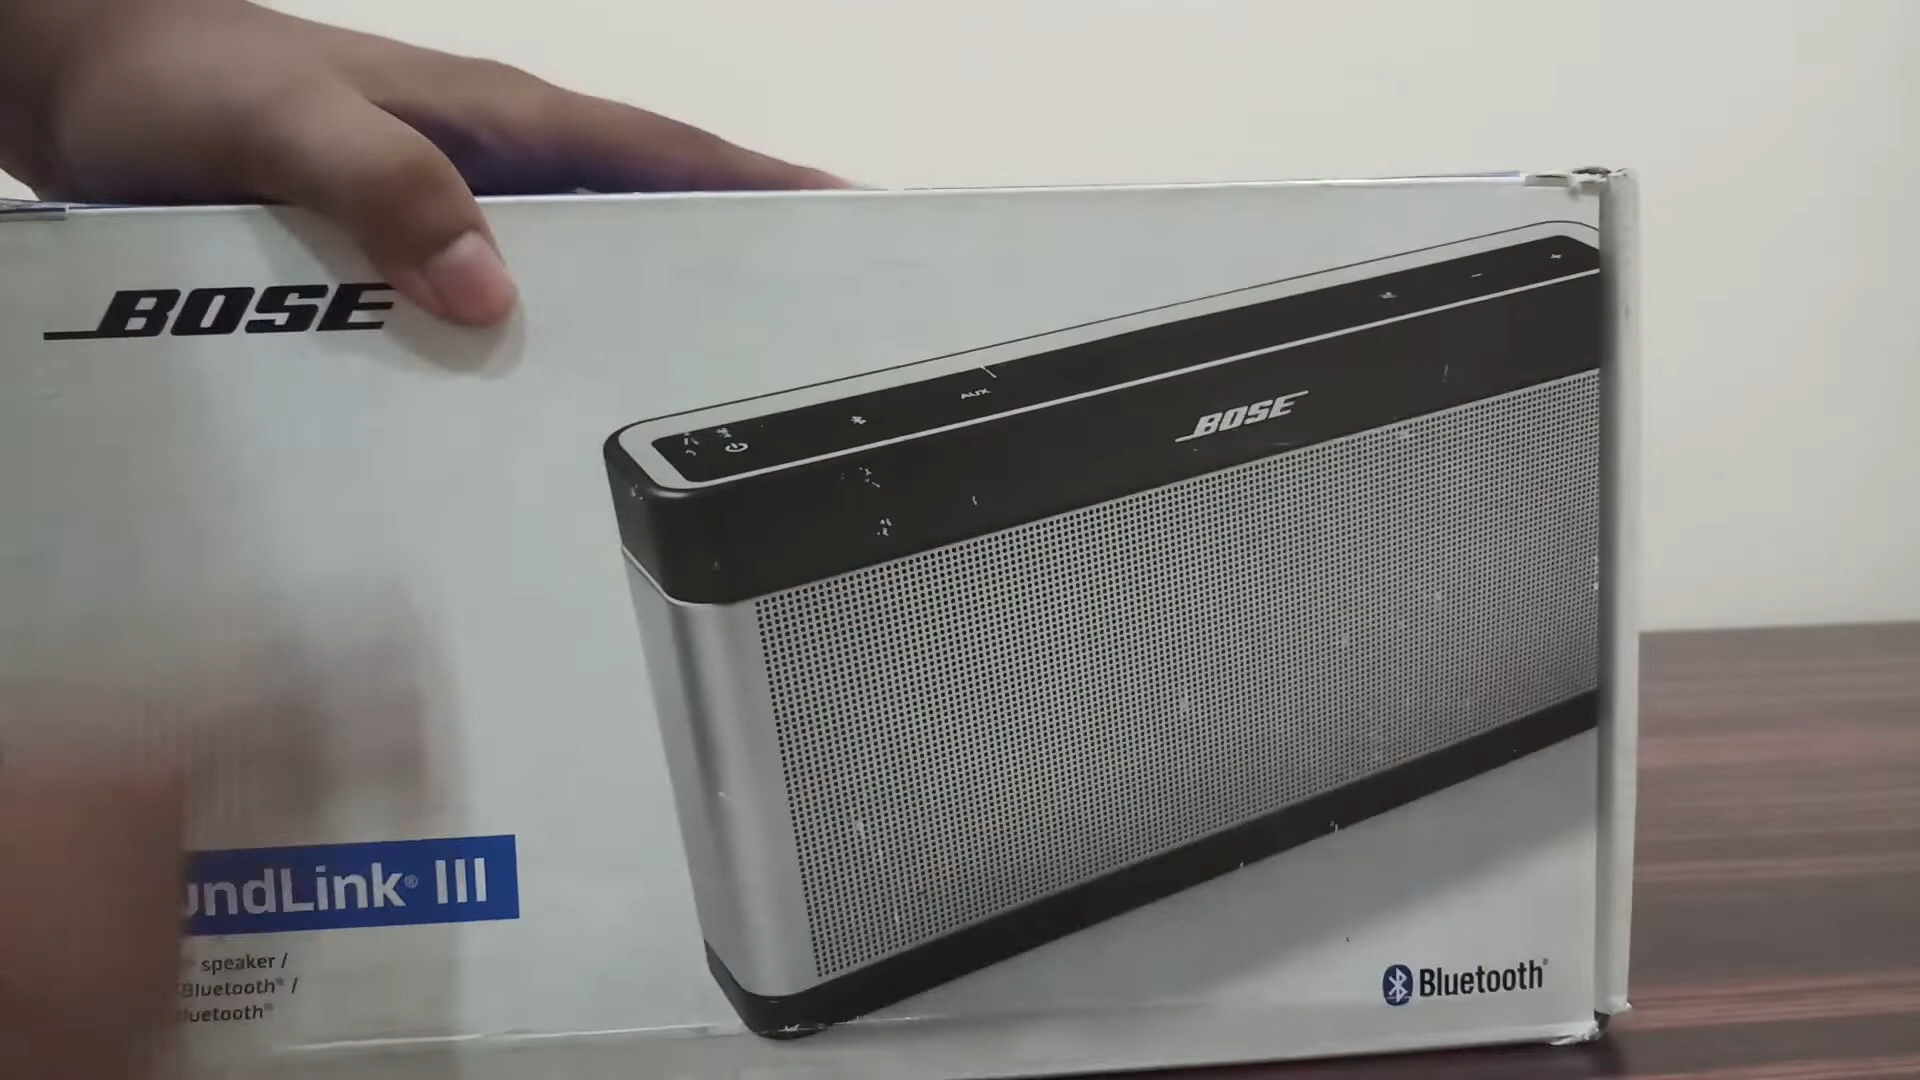 BOSE
AUX
BOSE
undLink® III
speaker /
Bluetooth® /
luetooth®
Bluetooth®